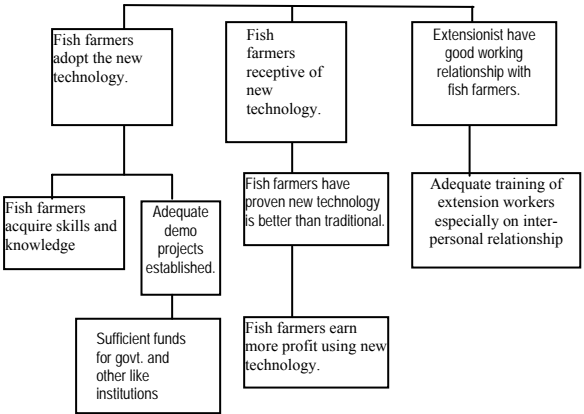 Fish farmers
adopt the new
technology.
Fish
farmers
receptive of
new
technology.
Extensionist have
good working
relationship with
fish farmers.
Fish farmers
acquire skills and
knowledge
Adequate
demo
projects
established.
Fish farmers have
proven new technology
is better than traditional.
Adequate training of
extension workers
especially on inter-
personal relationship
Sufficient funds
for govt. and
other like
institutions
Fish farmers earn
more profit using new
technology.